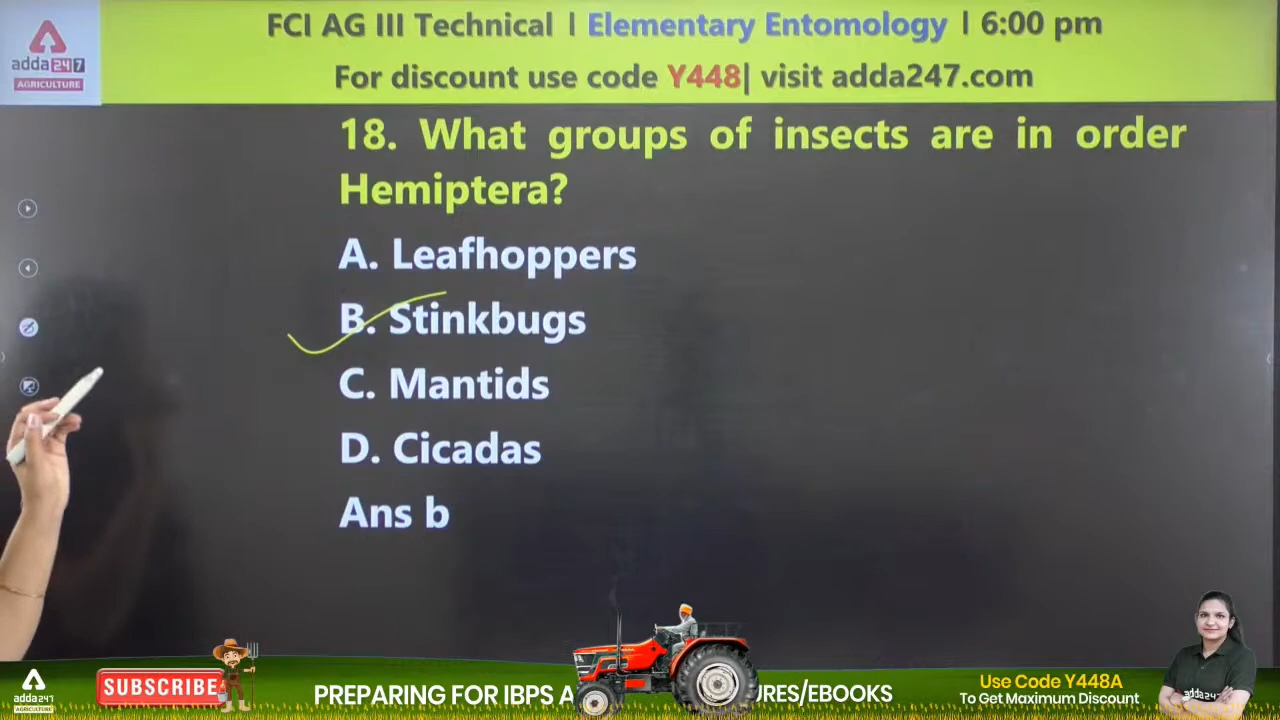 FCI AG III Technical l Elementary Entomology l 6:00 pm
For discount use code Y448| visit adda247.com
adda247
AGRICULTURE
18. What groups of insects are in order
Hemiptera?
A. Leafhoppers
B. Stinkbugs
C. Mantids
D. Cicadas
Ans b
adda247
AGRICULTURE
SUBSCRIBE
PREPARING FOR IBPS A
URES/EBOOKS
Use Code Y448A
To Get Maximum Discount
adda247